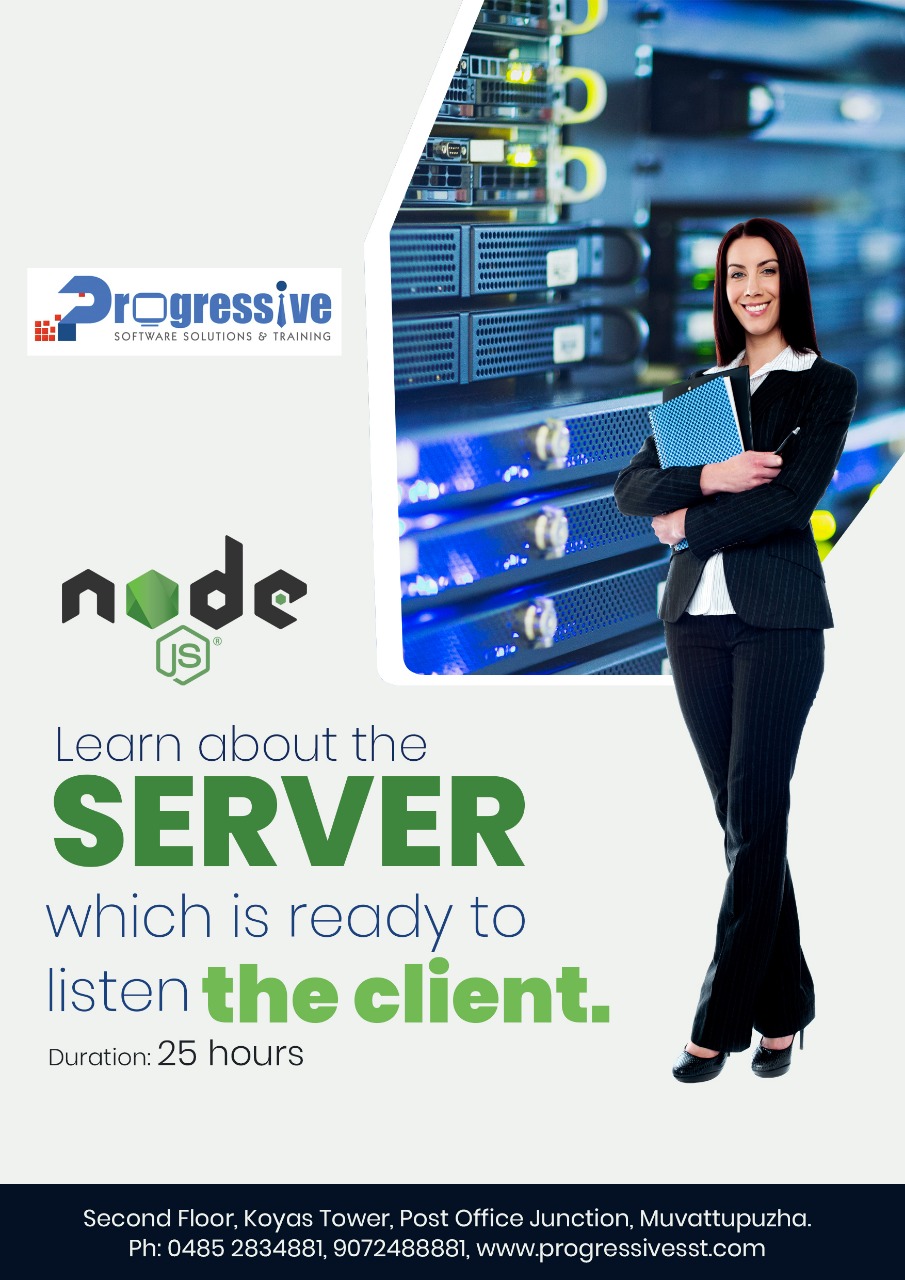 Progressive
SOFTWARE SOLUTIONS & TRAINING
node
JS®
Learn about the
SERVER
which is ready to
listen the client.
Duration: 25 hours
Second Floor, Koyas Tower, Post Office Junction, Muvattupuzha.
Ph: 0485 2834881, 9072488881, www.progressivesst.com